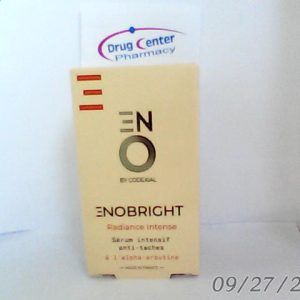 Drug Center
Pharmacy
ENO
BY CODEXIAL
ENOBRIGHT
Radiance Intense
Sérum intensif
anti-taches
à l'alpha-arbutine
MADE IN FRANCE
09/27/2